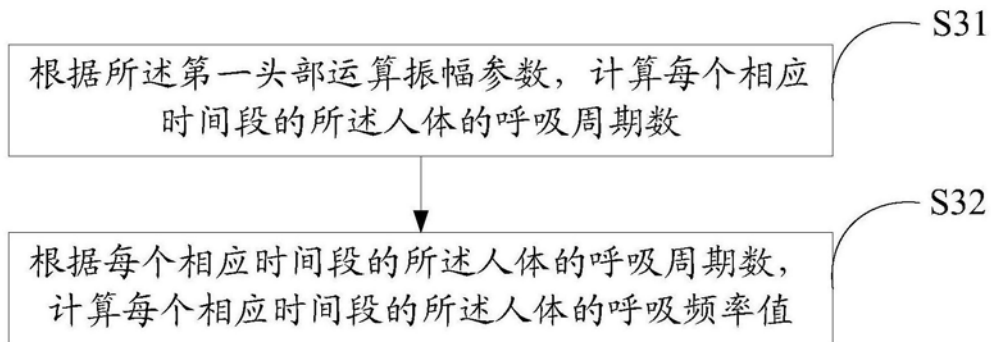 S31
根据所述第一头部运算振幅参数，计算每个相应
时间段的所述人体的呼吸周期数
S32
根据每个相应时间段的所述人体的呼吸周期数，
计算每个相应时间段的所述人体的呼吸频率值